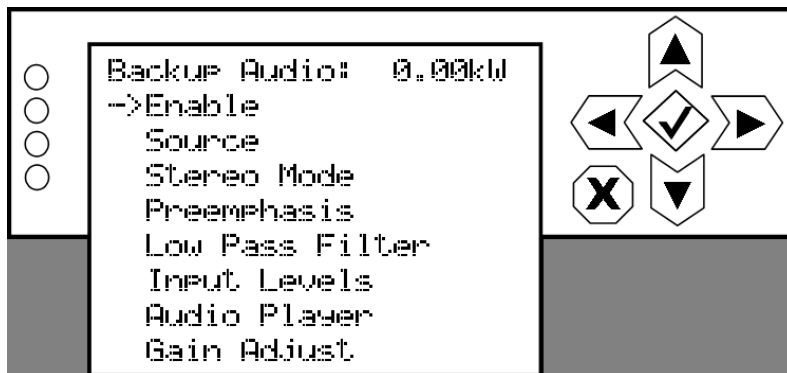 Backup Audio: 0.00kW
->Enable
Source
Stereo Mode
Preemphasis
Low Pass Filter
Input Levels
Audio Player
Gain Adjust
X